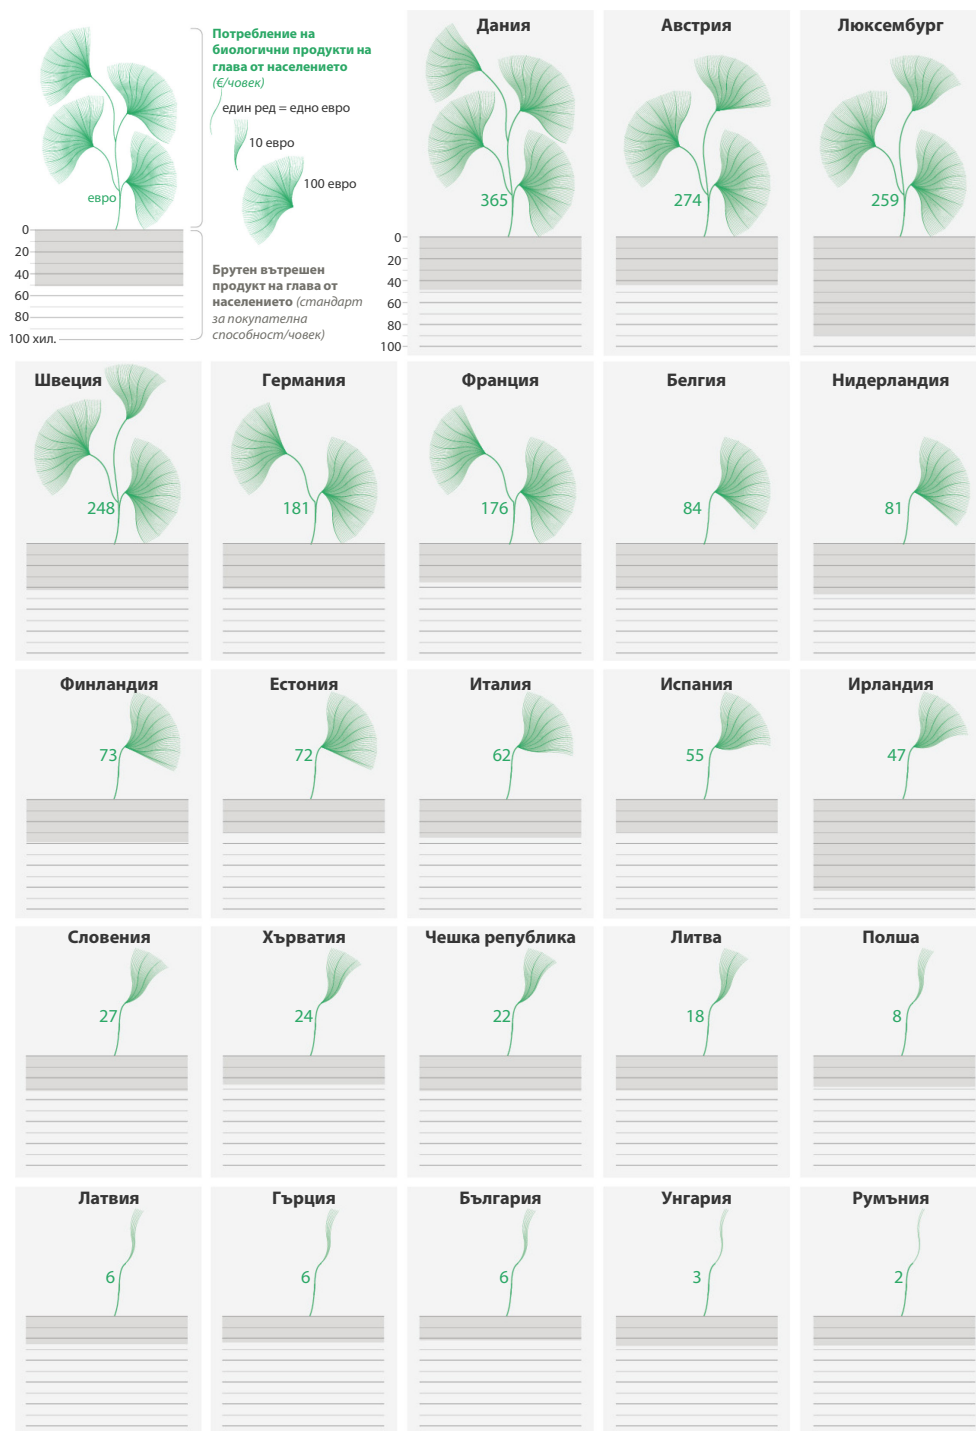 Потребление на
биологични продукти на
глава от населението
(€/човек)
един ред = едно евро
10 евро
100 евро
евро
0
20
40
60
80
100 хил.
Брутен вътрешен
продукт на глава от
населението (стандарт
за покупателна
способност/човек)
Дания
365
0
20
40
60
80
100
Австрия
274
Люксембург
259
Швеция
248
Германия
181
Франция
176
Белгия
84
Нидерландия
81
Финландия
73
Естония
72
Италия
62
Испания
55
Ирландия
47
Словения
27
Хърватия
24
Чешка република
22
Литва
18
Полша
8
Латвия
6
Гърция
6
България
6
Унгария
3
Румъния
2